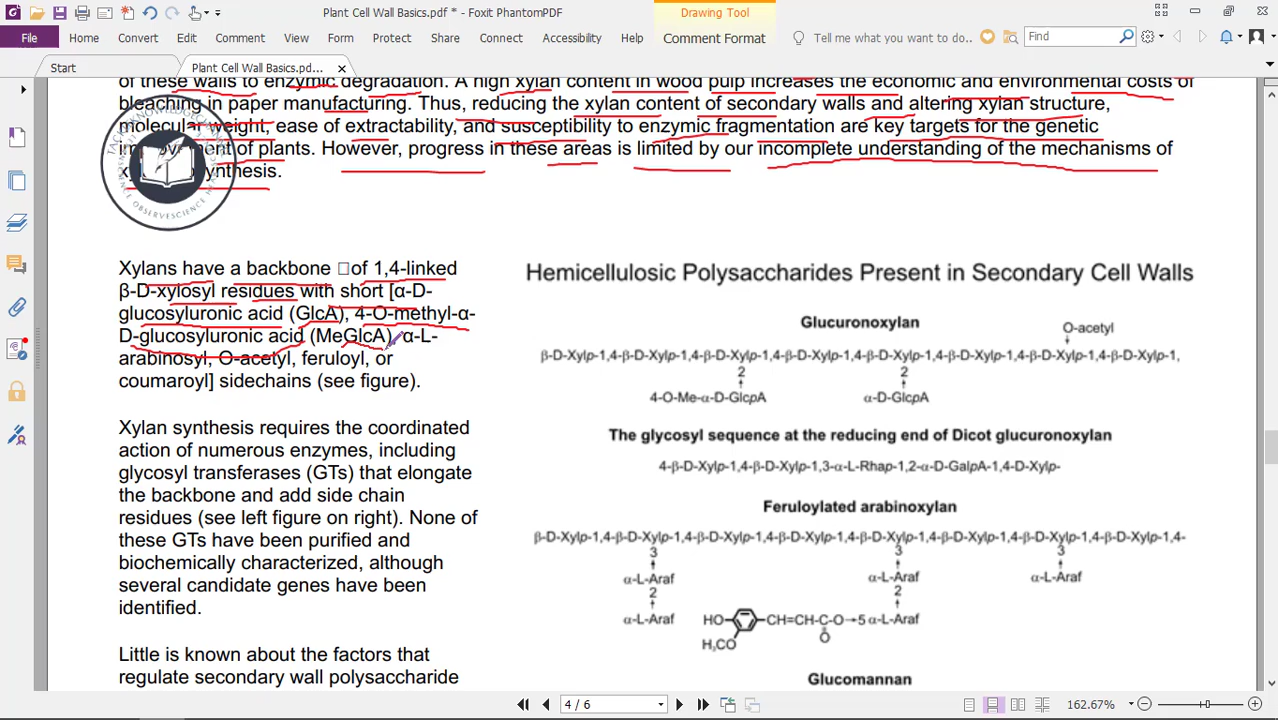 Plant Cell Wall Basics.pdf * - Foxit PhantomPDF
Drawing Tool
File Home Convert Edit Comment View Form Protect Share Connect Accessibility Help Comment Format Tell me what you want to do.. Find
Start Plant Cell Wall Basics.pd...
of these walls to enzymic degradation. A high xylan content in wood pulp increases the economic and environmental costs of
bleaching in paper manufacturing. Thus, reducing the xylan content of secondary walls and altering xylan structure,
molecular weight, ease of extractability, and susceptibility to enzymic fragmentation are key targets for the genetic
of plants. However, progress in these areas is limited by our incomplete understanding of the mechanisms of
Xylans have a backbone □of 1,4-linked
β-D-xylosyl residues with short [α-D-
glucosyluronic acid (GlcA), 4-O-methyl-α-
D-glucosyluronic acid (MeGlcA), α-L-
arabinosyl, O-acetyl, feruloyl, or
coumaroyl] sidechains (see figure).
Xylan synthesis requires the coordinated
action of numerous enzymes, including
glycosyl transferases (GTs) that elongate
the backbone and add side chain
residues (see left figure on right). None of
these GTs have been purified and
biochemically characterized, although
several candidate genes have been
identified.
Little is known about the factors that
regulate secondary wall polysaccharide
Hemicellulosic Polysaccharides Present in Secondary Cell Walls
Glucuronoxylan
O-acetyl
β-D-Xylp-1,4-β-D-Xylp-1,4-β-D-Xylp-1,4-β-D-Xylp-1,4-β-D-Xylp-1,4-β-D-Xylp-1,4-β-D-Xylp-1,4-β-D-Xylp-1,
2 2
4-O-Me-α-D-GlcpA α-D-GlcpA
The glycosyl sequence at the reducing end of Dicot glucuronoxylan
4-β-D-Xylp-1,4-β-D-Xylp-1,3-α-L-Rhap-1,2-α-D-GalpA-1,4-D-Xylp-
Feruloylated arabinoxylan
β-D-Xylp-1,4-β-D-Xylp-1,4-β-D-Xylp-1,4-β-D-Xylp-1,4-β-D-Xylp-1,4-β-D-Xylp-1,4-β-D-Xylp-1,4-β-D-Xylp-1,4-
3 3 3
α-L-Araf α-L-Araf α-L-Araf
2 2
α-L-Araf HO CH=CH-C-O→5 α-L-Araf
O
H₃CO
Glucomannan
4 / 6 162.67%